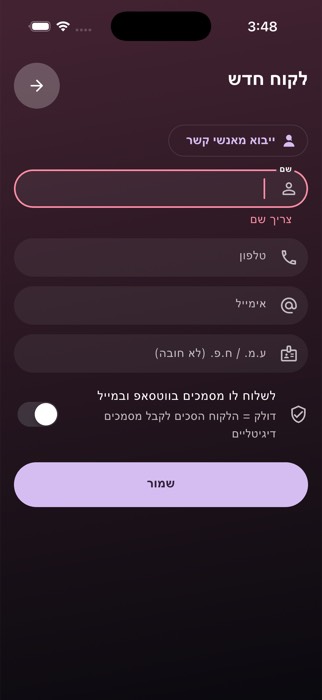 3:48
לקוח חדש
ייבוא מאנשי קשר
שם
צריך שם
טלפון
אימייל
ע.מ. / ח.פ. (לא חובה)
לשלוח לו מסמכים בווטסאפ ובמייל
דולק = הלקוח הסכים לקבל מסמכים
דיגיטליים
שמור